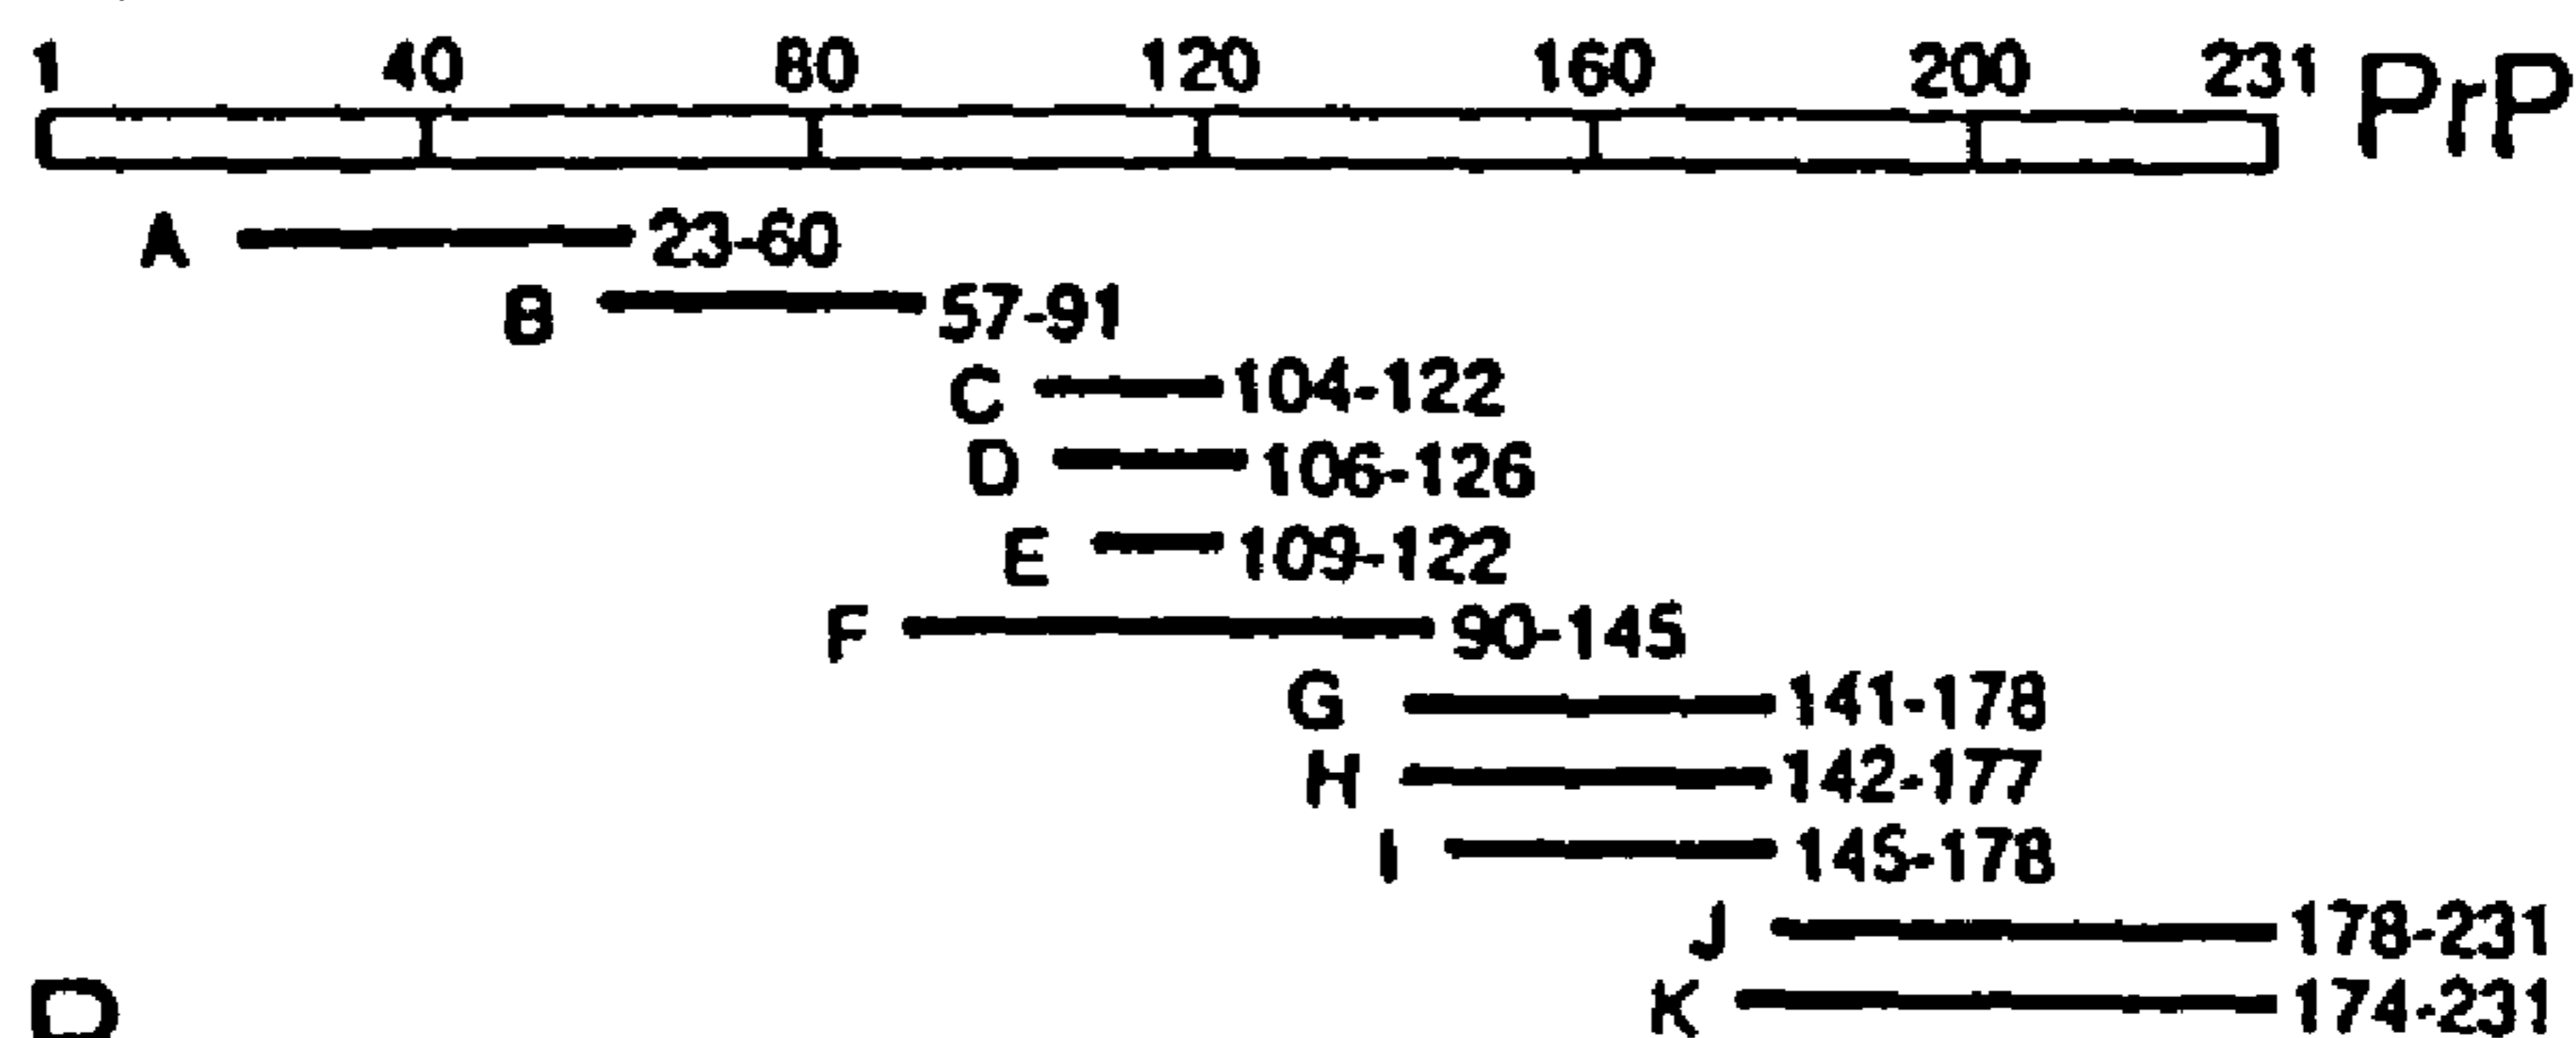 1 40 80 120 160 200 231 PrP
A 23-60
B 57-91
C 104-122
D 106-126
E 109-122
F 90-145
G 141-178
H 142-177
I 145-178
J 178-231
K 174-231